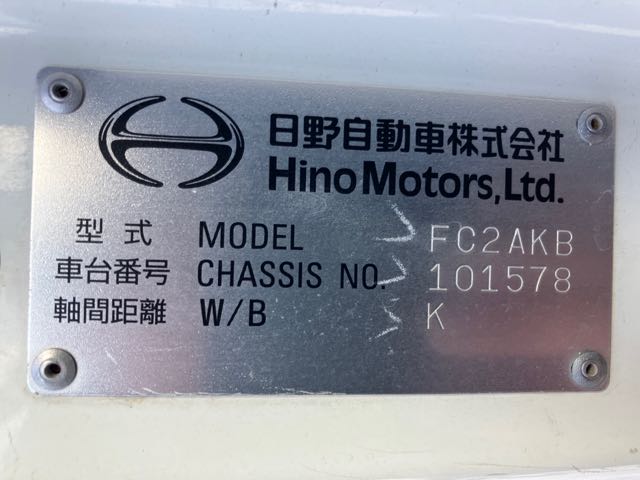 日野自動車株式会社
Hino Motors, Ltd.
型式 MODEL FC2AKB
車台番号 CHASSIS NO. 101578
軸間距離 W/B K